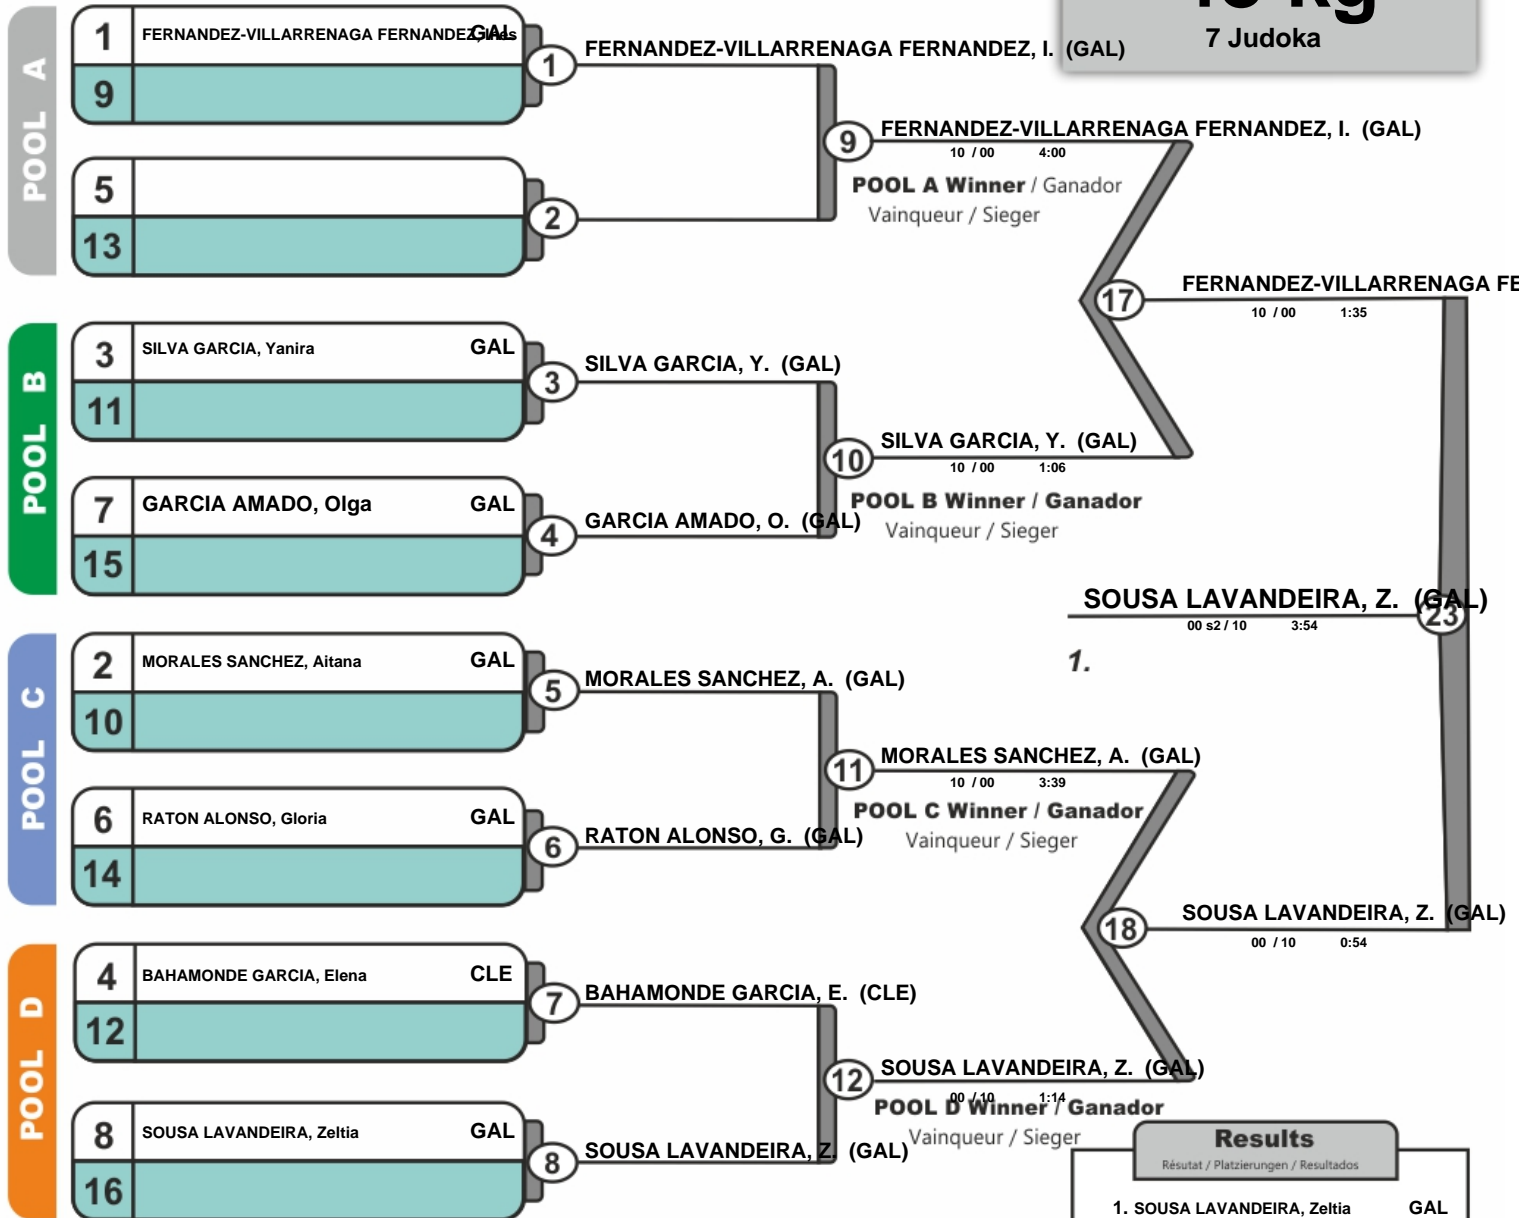 kg
7 Judoka
POOL A
1 FERNANDEZ-VILLARRENAGA FERNANDEZ, Ines GAL
9
1
FERNANDEZ-VILLARRENAGA FERNANDEZ, I. (GAL)
5
13
2
9
FERNANDEZ-VILLARRENAGA FERNANDEZ, I. (GAL)
10 / 00 4:00
POOL A Winner / Ganador
Vainqueur / Sieger
17
FERNANDEZ-VILLARRENAGA FE
10 / 00 1:35
POOL B
3 SILVA GARCIA, Yanira GAL
11
3
SILVA GARCIA, Y. (GAL)
7 GARCIA AMADO, Olga GAL
15
4
GARCIA AMADO, O. (GAL)
10
SILVA GARCIA, Y. (GAL)
10 / 00 1:06
POOL B Winner / Ganador
Vainqueur / Sieger
SOUSA LAVANDEIRA, Z. (GAL)
23
00 s2 / 10 3:54
1.
POOL C
2 MORALES SANCHEZ, Aitana GAL
10
5
MORALES SANCHEZ, A. (GAL)
6 RATON ALONSO, Gloria GAL
14
6
RATON ALONSO, G. (GAL)
11
MORALES SANCHEZ, A. (GAL)
10 / 00 3:39
POOL C Winner / Ganador
Vainqueur / Sieger
18
SOUSA LAVANDEIRA, Z. (GAL)
00 / 10 0:54
POOL D
4 BAHAMONDE GARCIA, Elena CLE
12
7
BAHAMONDE GARCIA, E. (CLE)
8 SOUSA LAVANDEIRA, Zeltia GAL
16
8
SOUSA LAVANDEIRA, Z. (GAL)
12
SOUSA LAVANDEIRA, Z. (GAL)
00 / 10 1:14
POOL D Winner / Ganador
Vainqueur / Sieger
Results
Résutat / Platzierungen / Resultados
1. SOUSA LAVANDEIRA, Zeltia GAL